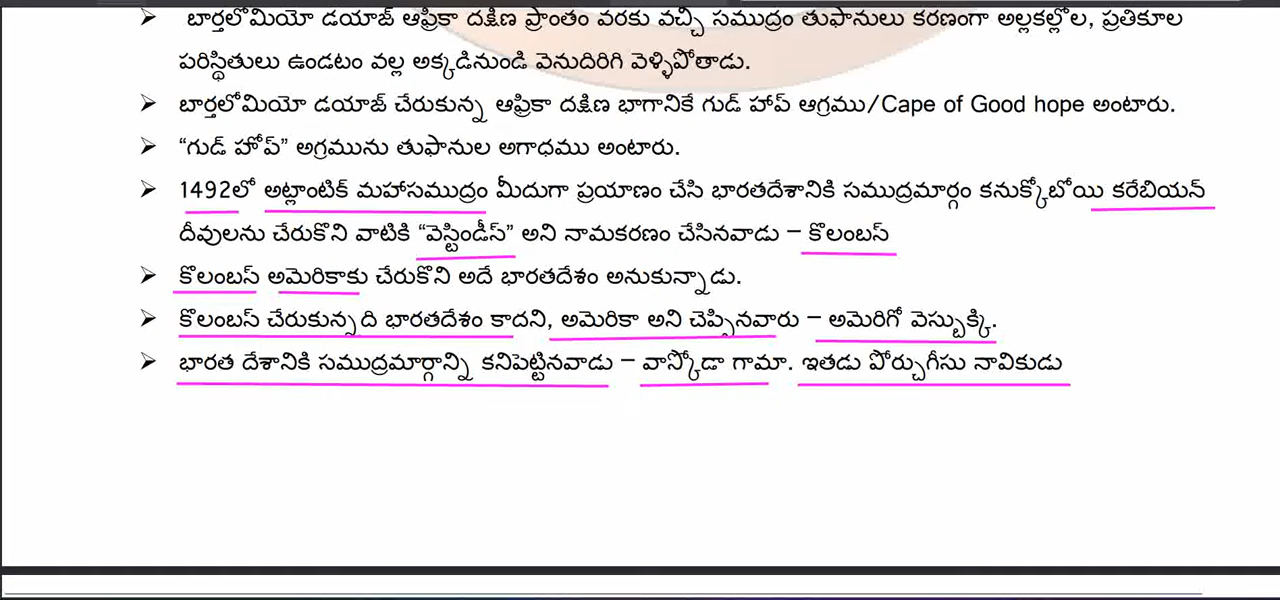 ➢ బార్తలోమియో డయాజ్ ఆఫ్రికా దక్షిణ ప్రాంతం వరకు వచ్చి సముద్రం తుఫానులు కరణంగా అల్లకల్లోల, ప్రతికూల
పరిస్థితులు ఉండటం వల్ల అక్కడినుండి వెనుదిరిగి వెళ్ళిపోతాడు.
➢ బార్తలోమియో డయాజ్ చేరుకున్న ఆఫ్రికా దక్షిణ భాగానికే గుడ్ హాప్ ఆగ్రము/Cape of Good hope అంటారు.
➢ “గుడ్ హోప్” అగ్రమును తుఫానుల అగాధము అంటారు.
➢ 1492లో అట్లాంటిక్ మహాసముద్రం మీదుగా ప్రయాణం చేసి భారతదేశానికి సముద్రమార్గం కనుక్కోబోయి కరేబియన్
దీవులను చేరుకొని వాటికి “వెస్టిండీస్” అని నామకరణం చేసినవాడు – కొలంబస్
➢ కొలంబస్ అమెరికాకు చేరుకొని అదే భారతదేశం అనుకున్నాడు.
➢ కొలంబస్ చేరుకున్నది భారతదేశం కాదని, అమెరికా అని చెప్పినవారు – అమెరిగో వెస్బుక్కి.
➢ భారత దేశానికి సముద్రమార్గాన్ని కనిపెట్టినవాడు – వాస్కోడా గామా. ఇతడు పోర్చుగీసు నావికుడు